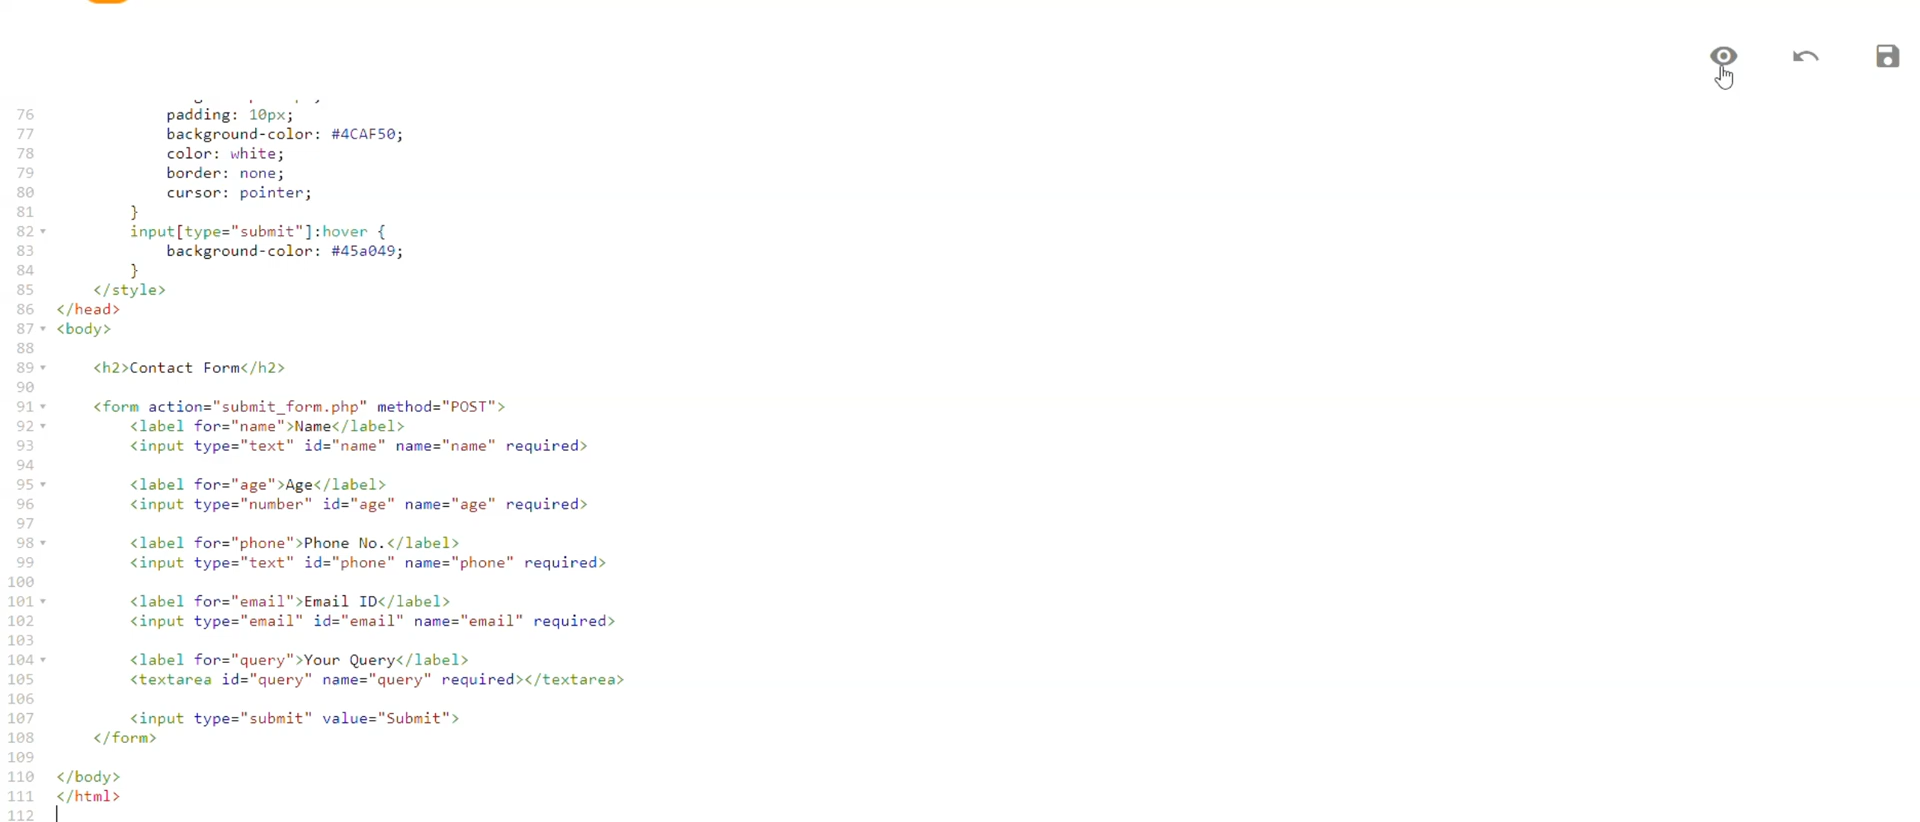 76 padding: 10px;
77 background-color: #4CAF50;
78 color: white;
79 border: none;
80 cursor: pointer;
81 }
82 input[type="submit"]:hover {
83 background-color: #45a049;
84 }
85 </style>
86 </head>
87 <body>
88
89 <h2>Contact Form</h2>
90
91 <form action="submit_form.php" method="POST">
92 <label for="name">Name</label>
93 <input type="text" id="name" name="name" required>
94
95 <label for="age">Age</label>
96 <input type="number" id="age" name="age" required>
97
98 <label for="phone">Phone No.</label>
99 <input type="text" id="phone" name="phone" required>
100
101 <label for="email">Email ID</label>
102 <input type="email" id="email" name="email" required>
103
104 <label for="query">Your Query</label>
105 <textarea id="query" name="query" required></textarea>
106
107 <input type="submit" value="Submit">
108 </form>
109
110 </body>
111 </html>
112